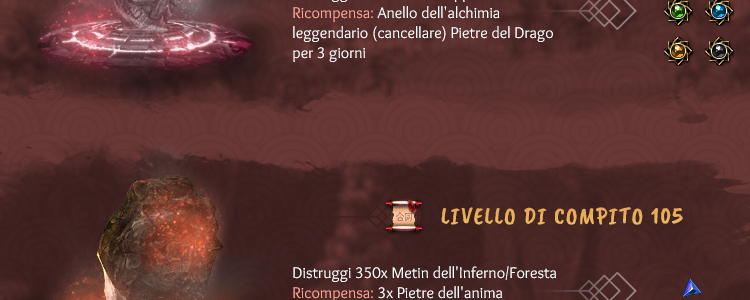 Ricompensa: Anello dell'alchimia
leggendario (cancellare) Pietre del Drago
per 3 giorni
LIVELLO DI COMPITO 105
Distruggi 350x Metin dell'Inferno/Foresta
Ricompensa: 3x Pietre dell'anima